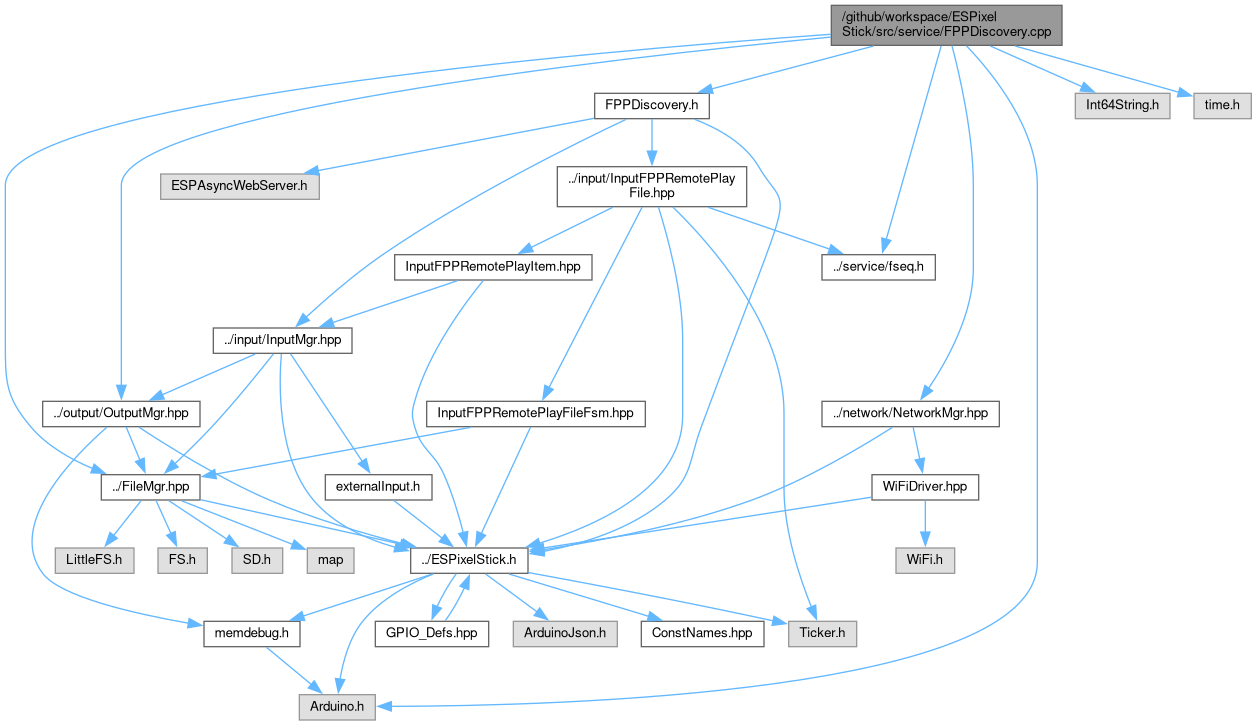 /github/workspace/ESPixel
Stick/src/service/FPPDiscovery.cpp
FPPDiscovery.h
Int64String.h
time.h
ESPAsyncWebServer.h
../input/InputFPPRemotePlay
File.hpp
InputFPPRemotePlayItem.hpp
../service/fseq.h
../input/InputMgr.hpp
../output/OutputMgr.hpp
InputFPPRemotePlayFileFsm.hpp
../network/NetworkMgr.hpp
../FileMgr.hpp
externalInput.h
WiFiDriver.hpp
LittleFS.h
FS.h
SD.h
map
../ESPixelStick.h
WiFi.h
memdebug.h
GPIO_Defs.hpp
ArduinoJson.h
ConstNames.hpp
Ticker.h
Arduino.h